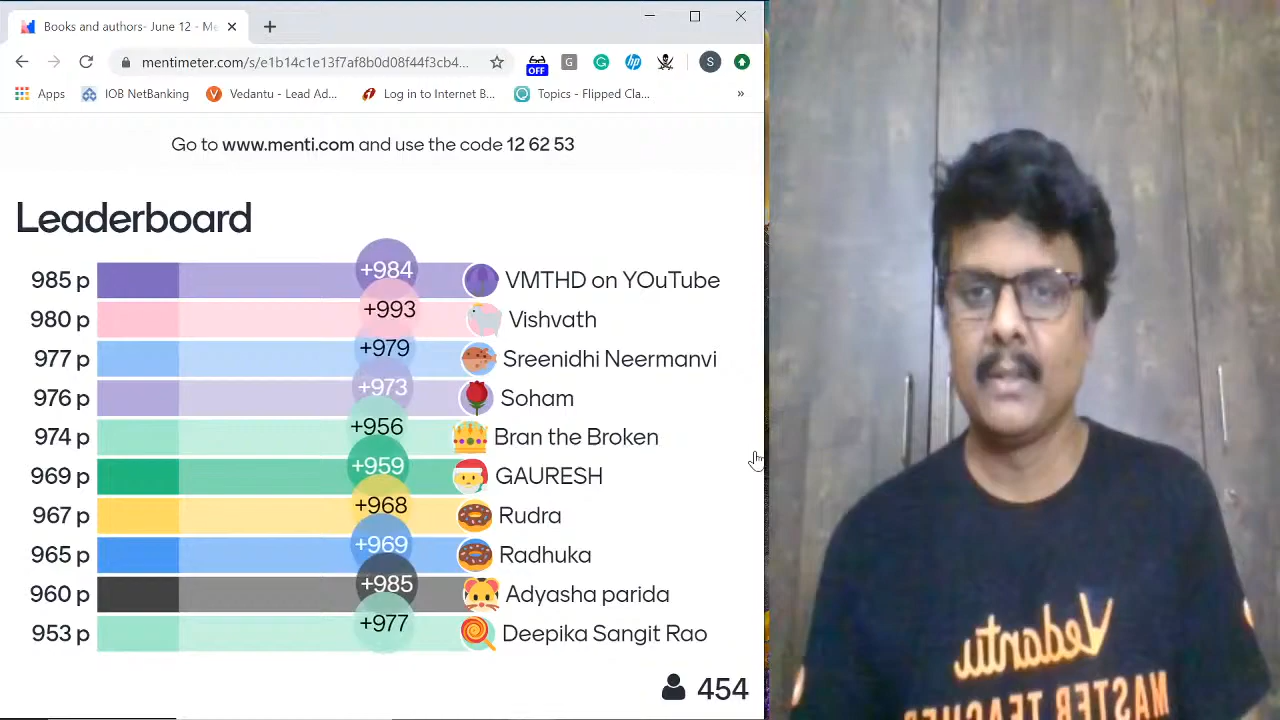 Books and authors- June 12 - Me
mentimeter.com/s/e1b14c1e13f7af8b0d08f44f3cb4...
OFF
G
hp
S
Apps
IOB NetBanking
Vedantu - Lead Ad...
Log in to Internet B...
Topics - Flipped Cla...
»
Go to www.menti.com and use the code 12 62 53
Leaderboard
985 p +984 VMTHD on YOuTube
980 p +993 Vishvath
977 p +979 Sreenidhi Neermanvi
976 p +973 Soham
974 p +956 Bran the Broken
969 p +959 GAURESH
967 p +968 Rudra
965 p +969 Radhuka
960 p +985 Adyasha parida
953 p +977 Deepika Sangit Rao
454
Vedantu
MASTER TEACHER